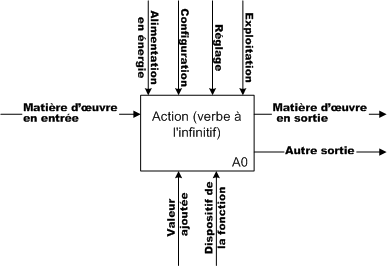 Alimentation
en énergie
Configuration
Réglage
Exploitation
Matière d'œuvre
en entrée
Action (verbe à
l'infinitif)
A0
Matière d'œuvre
en sortie
Autre sortie
Valeur
ajoutée
Dispositif de
la fonction